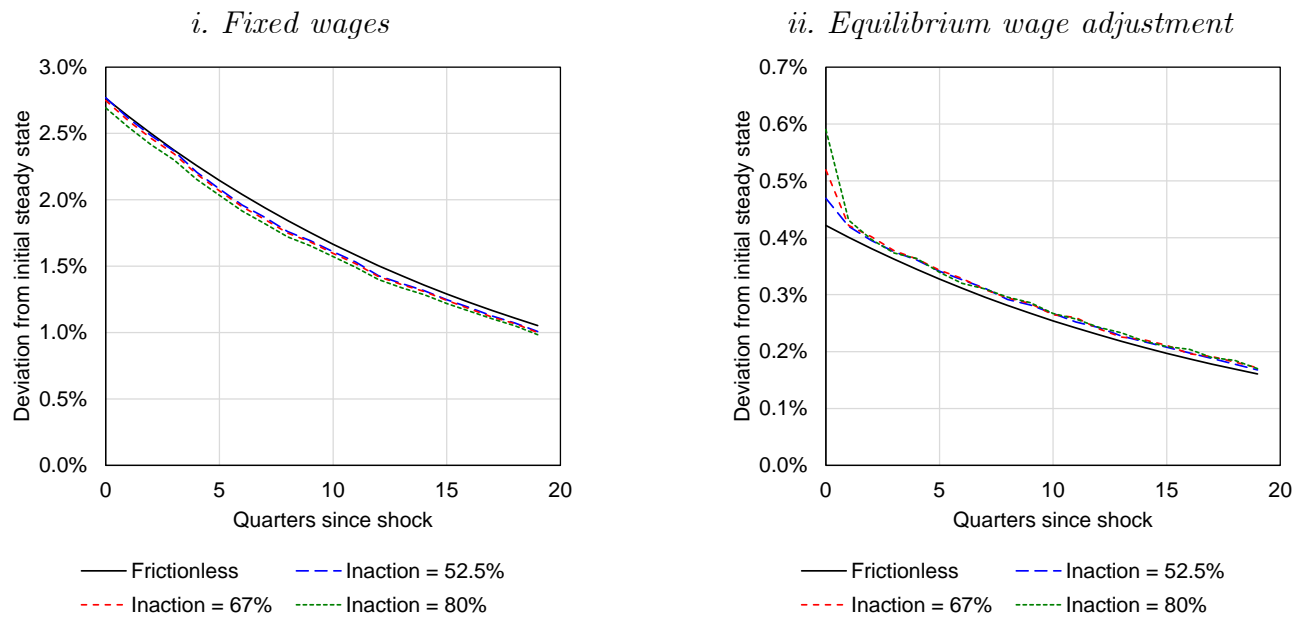 i. Fixed wages
3.0%
2.5%
2.0%
1.5%
1.0%
0.5%
0.0%
Deviation from initial steady state
0 5 10 15 20
Quarters since shock
Frictionless Inaction = 52.5%
Inaction = 67% Inaction = 80%
ii. Equilibrium wage adjustment
0.7%
0.6%
0.5%
0.4%
0.3%
0.2%
0.1%
0.0%
Deviation from initial steady state
0 5 10 15 20
Quarters since shock
Frictionless Inaction = 52.5%
Inaction = 67% Inaction = 80%